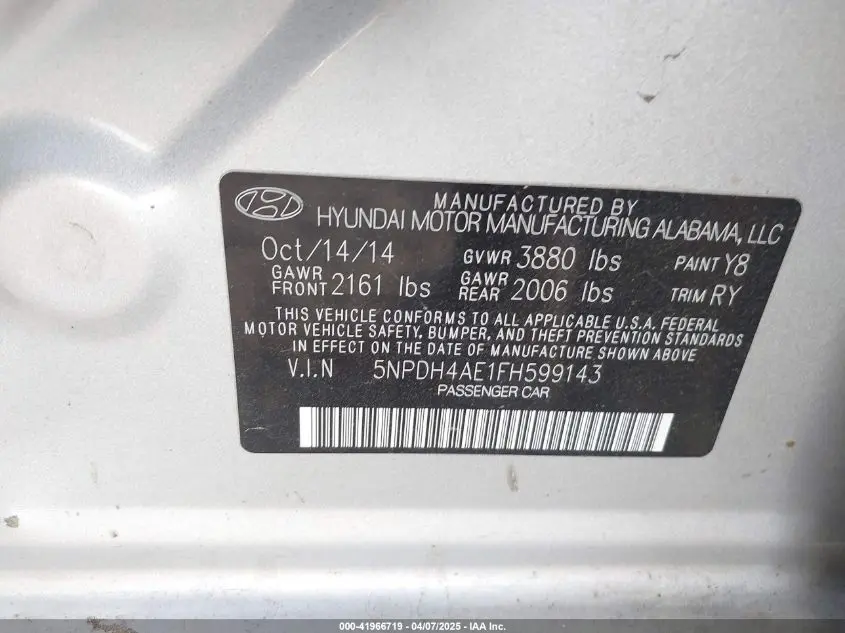 MANUFACTURED BY
HYUNDAI MOTOR MANUFACTURING ALABAMA, LLC
Oct/14/14 GVWR 3880 lbs PAINT Y8
GAWR FRONT 2161 lbs GAWR REAR 2006 lbs TRIM RY
THIS VEHICLE CONFORMS TO ALL APPLICABLE U.S.A. FEDERAL
MOTOR VEHICLE SAFETY, BUMPER, AND THEFT PREVENTION STANDARDS
IN EFFECT ON THE DATE OF MANUFACTURE SHOWN ABOVE
V.I.N 5NPDH4AE1FH599143
PASSENGER CAR
000-41966719 04/07/2025 - IAA Inc.